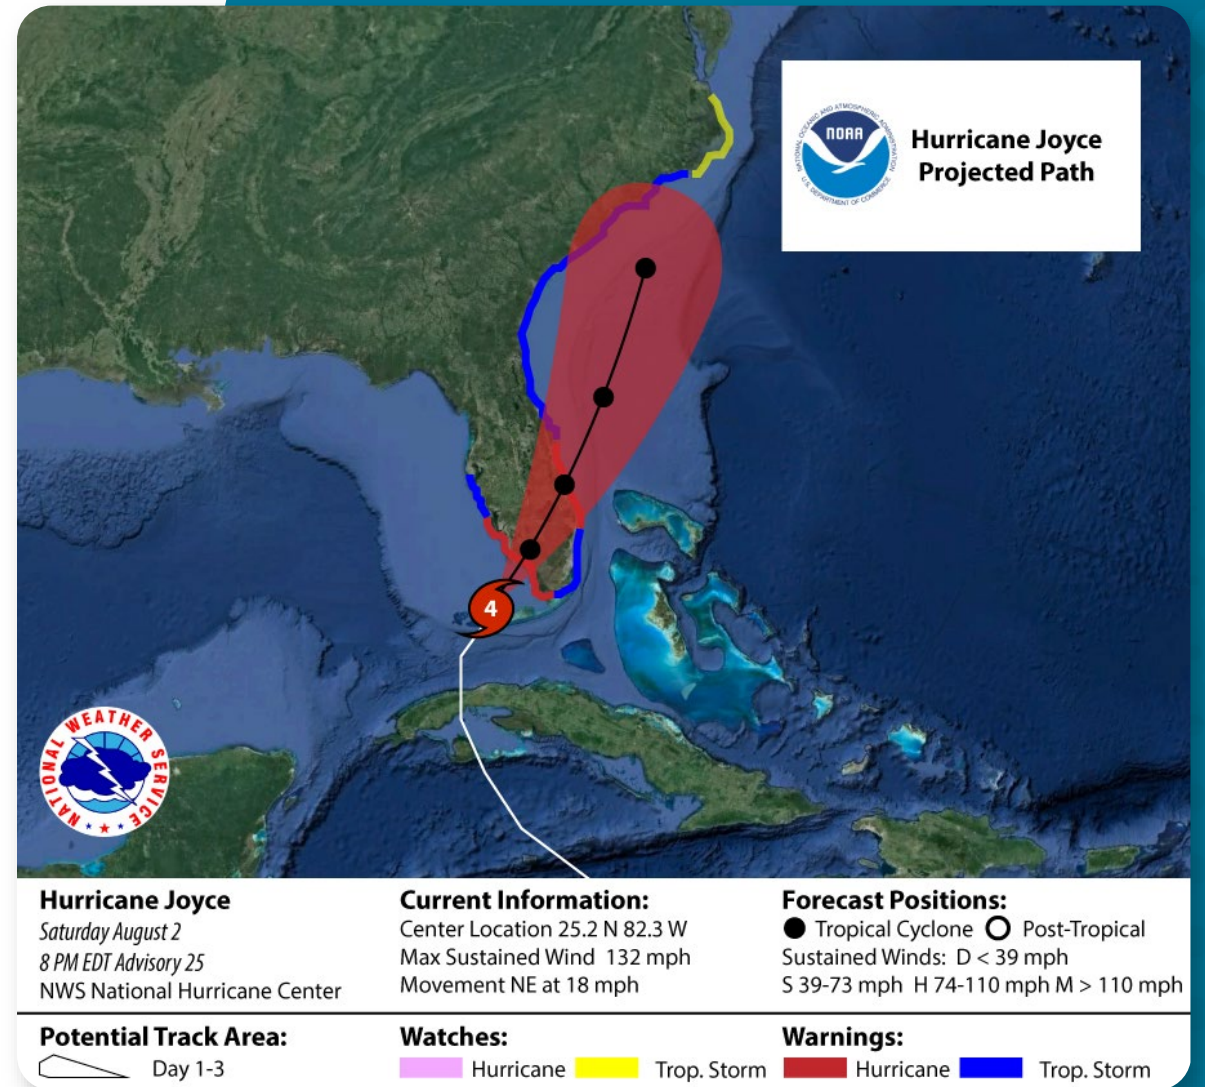 NATIONAL OCEANIC AND ATMOSPHERIC ADMINISTRATION
NOAA
U.S. DEPARTMENT OF COMMERCE
Hurricane Joyce
Projected Path
4
NATIONAL WEATHER SERVICE
Hurricane Joyce
Saturday August 2
8 PM EDT Advisory 25
NWS National Hurricane Center
Current Information:
Center Location 25.2 N 82.3 W
Max Sustained Wind 132 mph
Movement NE at 18 mph
Forecast Positions:
Tropical Cyclone Post-Tropical
Sustained Winds: D < 39 mph
S 39-73 mph H 74-110 mph M > 110 mph
Potential Track Area:
Day 1-3
Watches:
Hurricane Trop. Storm
Warnings:
Hurricane Trop. Storm